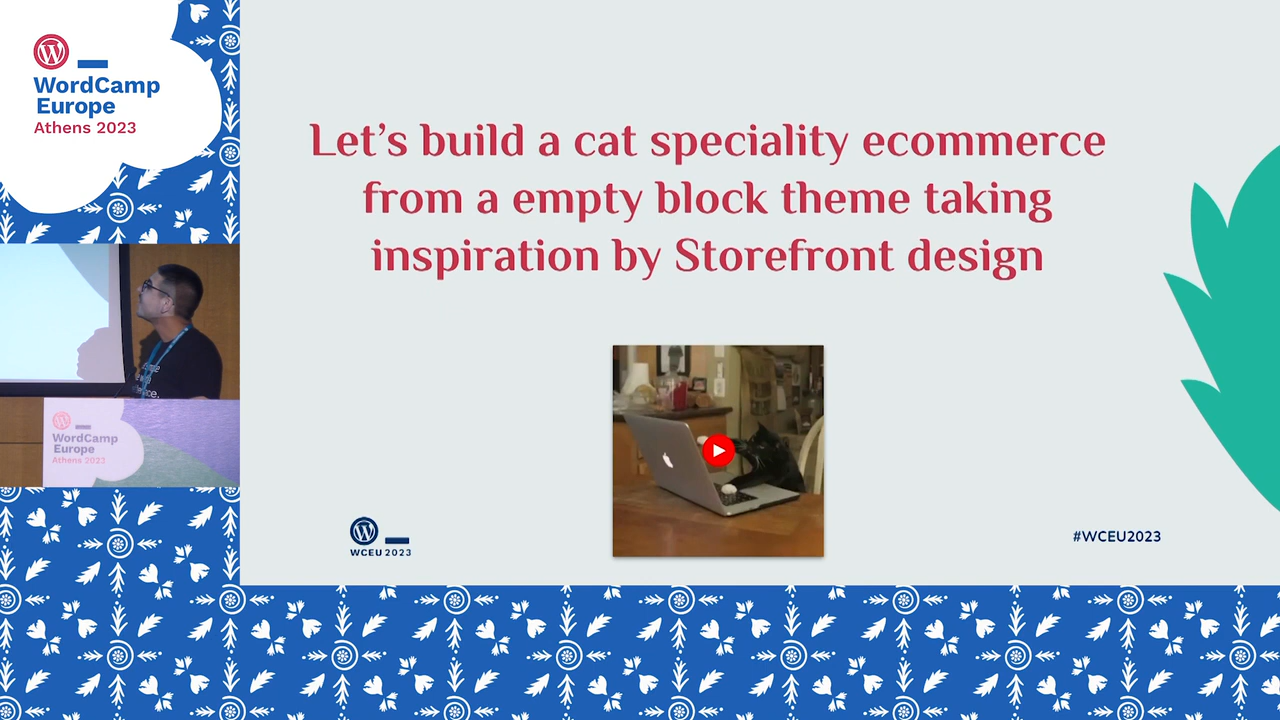 WordCamp
Europe
Athens 2023
Let's build a cat speciality ecommerce
from a empty block theme taking
inspiration by Storefront design
WCEU 2023
#WCEU2023
WordCamp
Europe
Athens 2023